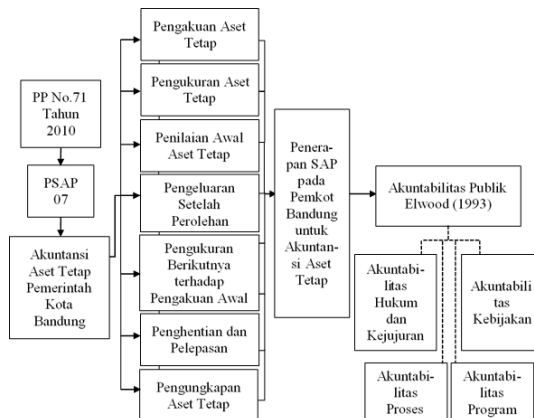 PP No.71
Tahun
2010
PSAP
07
Akuntansi
Aset Tetap
Pemerintah
Kota
Bandung
Pengakuan Aset
Tetap
Pengukuran Aset
Tetap
Penilaian Awal
Aset Tetap
Pengeluaran
Setelah
Perolehan
Pengukuran
Berikutnya
terhadap
Pengakuan Awal
Penghentian dan
Pelepasan
Pengungkapan
Aset Tetap
Penera-
pan SAP
pada
Pemkot
Bandung
untuk
Akuntan-
si Aset
Tetap
Akuntabilitas Publik
Elwood (1993)
Akuntabi-
litas
Hukum
dan
Kejujuran
Akuntabili
tas
Kebijakan
Akuntabi-
litas
Proses
Akuntabi-
litas
Program